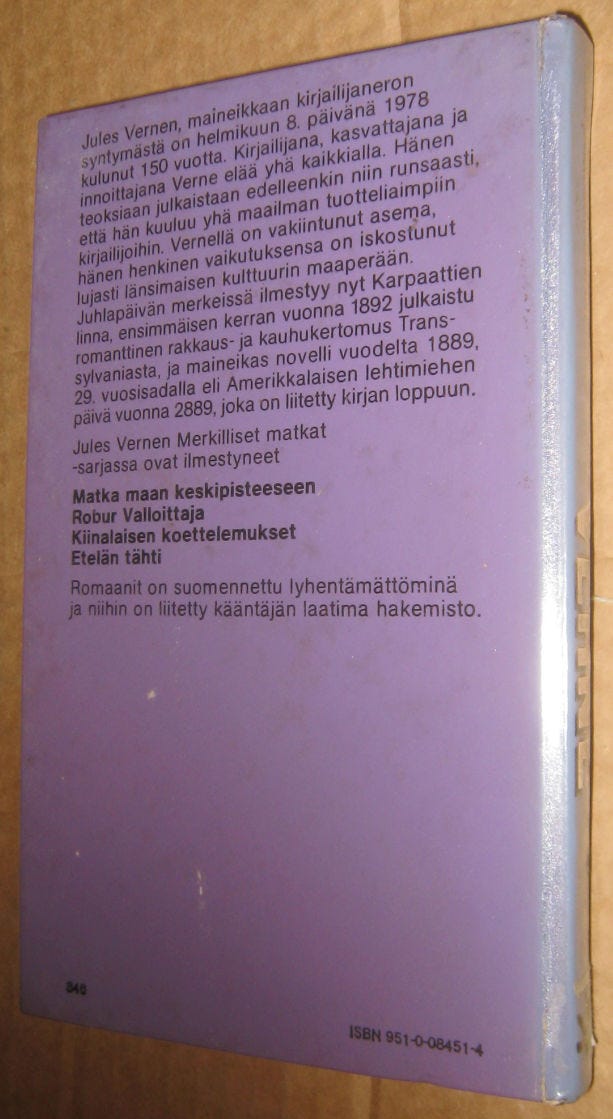 Jules Vernen, maineikkaan kirjailijaneron
syntymästä on helmikuun 8. päivänä 1978
kulunut 150 vuotta. Kirjailijana, kasvattajana ja
innoittajana Verne elää yhä kaikkialla. Hänen
teoksiaan julkaistaan edelleenkin niin runsaasti,
että hän kuuluu yhä maailman tuotteliaimpiin
kirjailijoihin. Vernellä on vakiintunut asema,
hänen henkinen vaikutuksensa on iskostunut
lujasti länsimaisen kulttuurin maaperään.
Juhlapäivän merkeissä ilmestyy nyt Karpaattien
linna, ensimmäisen kerran vuonna 1892 julkaistu
romanttinen rakkaus- ja kauhukertomus Trans-
sylvaniasta, ja maineikas novelli vuodelta 1889,
29. vuosisadalla eli Amerikkalaisen lehtimiehen
päivä vuonna 2889, joka on liitetty kirjan loppuun.
Jules Vernen Merkilliset matkat
-sarjassa ovat ilmestyneet
Matka maan keskipisteeseen
Robur Valloittaja
Kiinalaisen koettelemukset
Etelän tähti
Romaanit on suomennettu lyhentämättöminä
ja niihin on liitetty kääntäjän laatima hakemisto.
840
ISBN 951-0-08451-4
VERNE